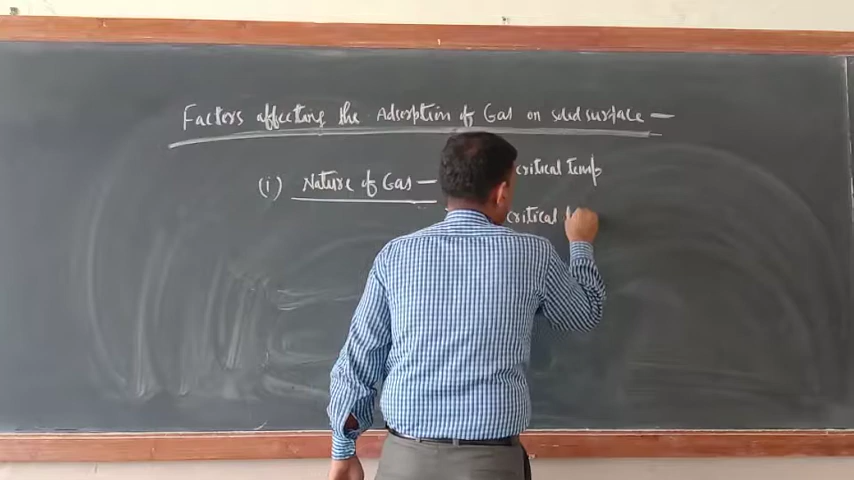 Factors affecting the Adsorption of Gas on solid surface —
(i) Nature of Gas — critical temp
critical